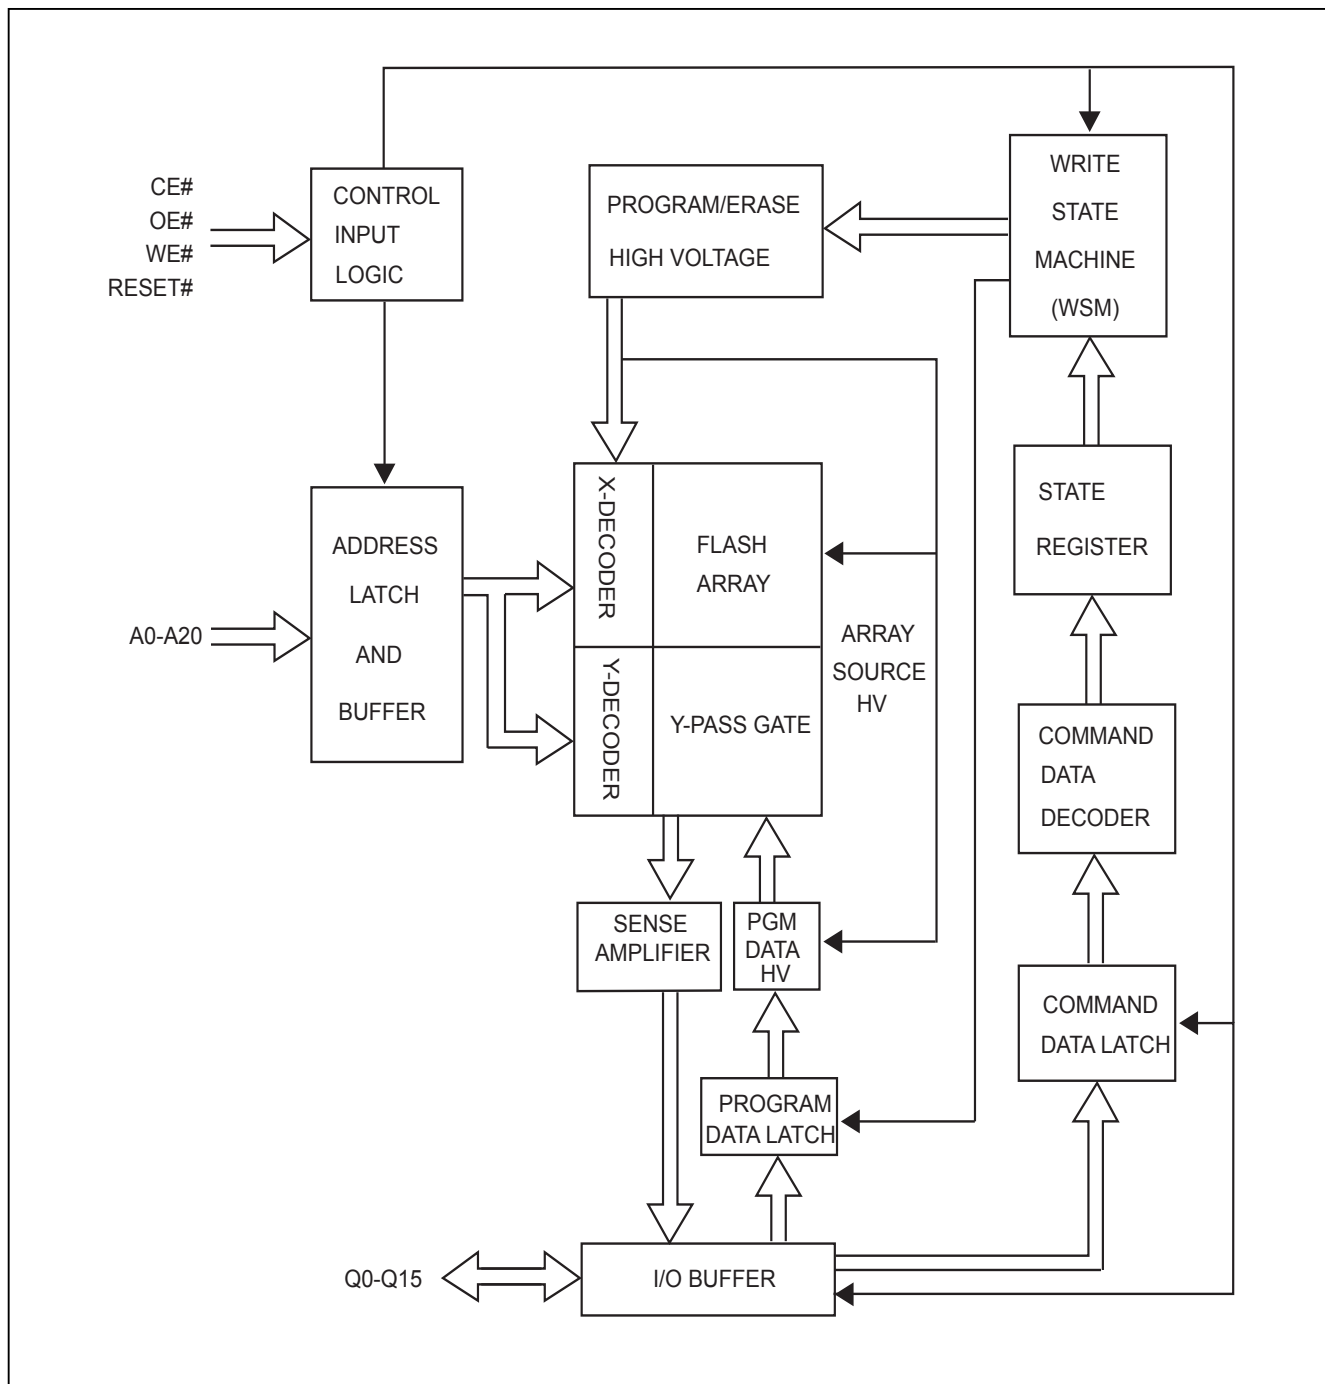 CE#
OE#
WE#
RESET#
CONTROL
INPUT
LOGIC
PROGRAM/ERASE
HIGH VOLTAGE
WRITE
STATE
MACHINE
(WSM)
ADDRESS
LATCH
AND
BUFFER
A0-A20
X-DECODER
FLASH
ARRAY
Y-DECODER
Y-PASS GATE
ARRAY
SOURCE
HV
STATE
REGISTER
COMMAND
DATA
DECODER
SENSE
AMPLIFIER
PGM
DATA
HV
COMMAND
DATA LATCH
PROGRAM
DATA LATCH
Q0-Q15
I/O BUFFER